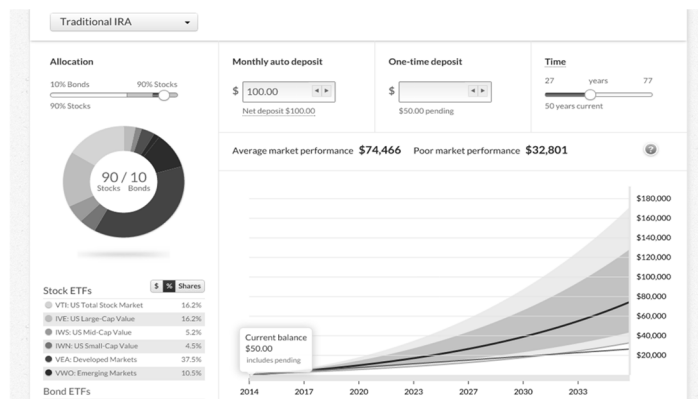 Traditional IRA
Allocation
10% Bonds 90% Stocks
90% Stocks
90 / 10
Stocks Bonds
Stock ETFs
$ % Shares
VTI: US Total Stock Market 16.2%
IVE: US Large-Cap Value 16.2%
IWS: US Mid-Cap Value 5.2%
IWN: US Small-Cap Value 4.5%
VEA: Developed Markets 37.5%
VWO: Emerging Markets 10.5%
Bond ETFs
Monthly auto deposit
$ 100.00
Net deposit $100.00
One-time deposit
$
$50.00 pending
Time
27 years 77
50 years current
Average market performance $74,466 Poor market performance $32,801
?
$180,000
$160,000
$140,000
$120,000
$100,000
$80,000
$60,000
$40,000
$20,000
Current balance
$50.00
includes pending
2014 2017 2020 2023 2027 2030 2033